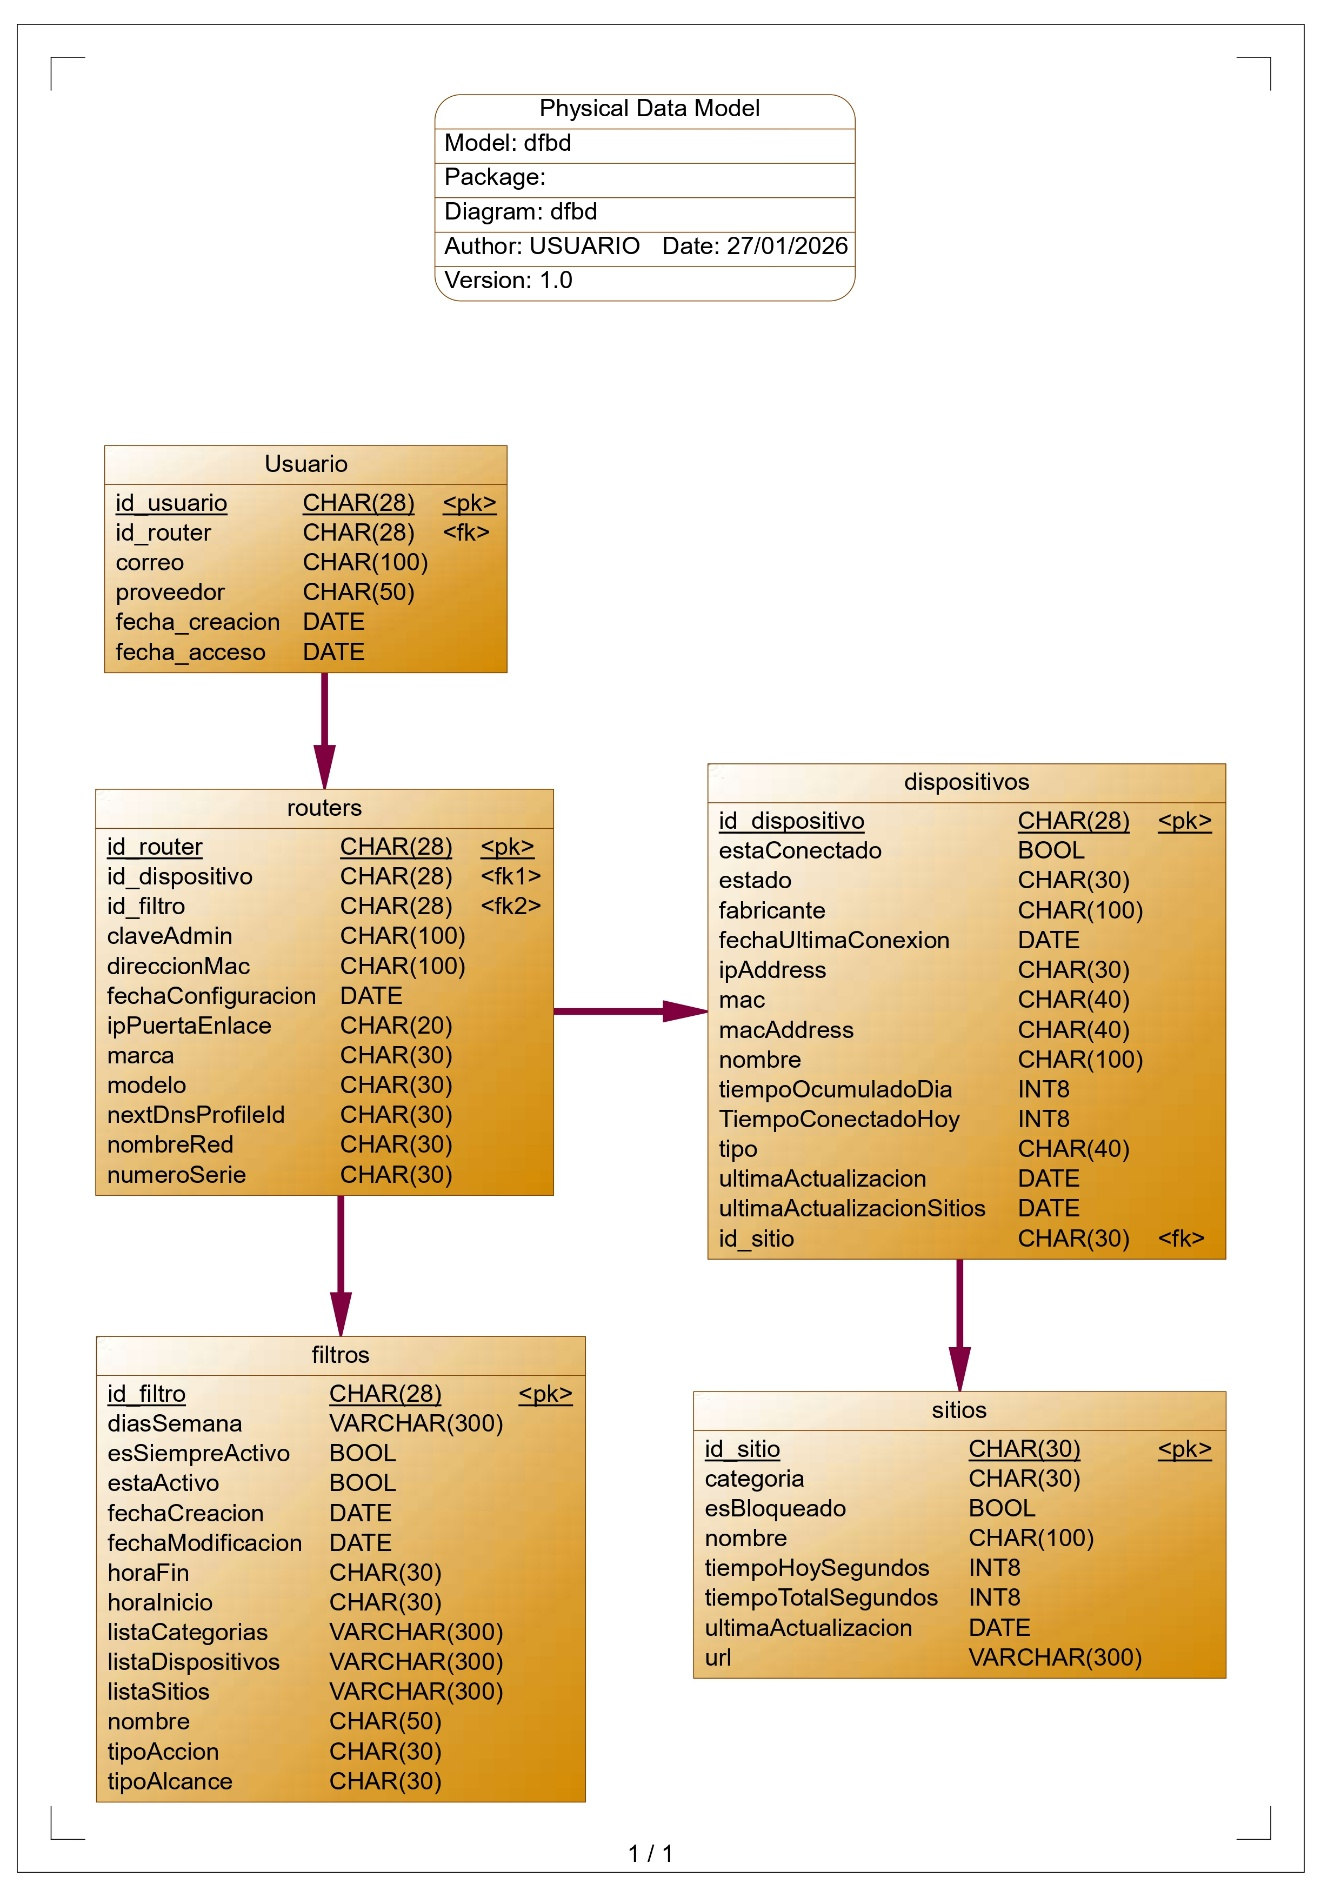 Physical Data Model
Model: dfbd
Package:
Diagram: dfbd
Author: USUARIO Date: 27/01/2026
Version: 1.0
Usuario
id_usuario CHAR(28) <pk>
id_router CHAR(28) <fk>
correo CHAR(100)
proveedor CHAR(50)
fecha_creacion DATE
fecha_acceso DATE
routers
id_router CHAR(28) <pk>
id_dispositivo CHAR(28) <fk1>
id_filtro CHAR(28) <fk2>
claveAdmin CHAR(100)
direccionMac CHAR(100)
fechaConfiguracion DATE
ipPuertaEnlace CHAR(20)
marca CHAR(30)
modelo CHAR(30)
nextDnsProfileId CHAR(30)
nombreRed CHAR(30)
numeroSerie CHAR(30)
dispositivos
id_dispositivo CHAR(28) <pk>
estaConectado BOOL
estado CHAR(30)
fabricante CHAR(100)
fechaUltimaConexion DATE
ipAddress CHAR(30)
mac CHAR(40)
macAddress CHAR(40)
nombre CHAR(100)
tiempoOcumuladoDia INT8
TiempoConectadoHoy INT8
tipo CHAR(40)
ultimaActualizacion DATE
ultimaActualizacionSitios DATE
id_sitio CHAR(30) <fk>
filtros
id_filtro CHAR(28) <pk>
diasSemana VARCHAR(300)
esSiempreActivo BOOL
estaActivo BOOL
fechaCreacion DATE
fechaModificacion DATE
horaFin CHAR(30)
horaInicio CHAR(30)
listaCategorias VARCHAR(300)
listaDispositivos VARCHAR(300)
listaSitios VARCHAR(300)
nombre CHAR(50)
tipoAccion CHAR(30)
tipoAlcance CHAR(30)
sitios
id_sitio CHAR(30) <pk>
categoria CHAR(30)
esBloqueado BOOL
nombre CHAR(100)
tiempoHoySegundos INT8
tiempoTotalSegundos INT8
ultimaActualizacion DATE
url VARCHAR(300)
1 / 1